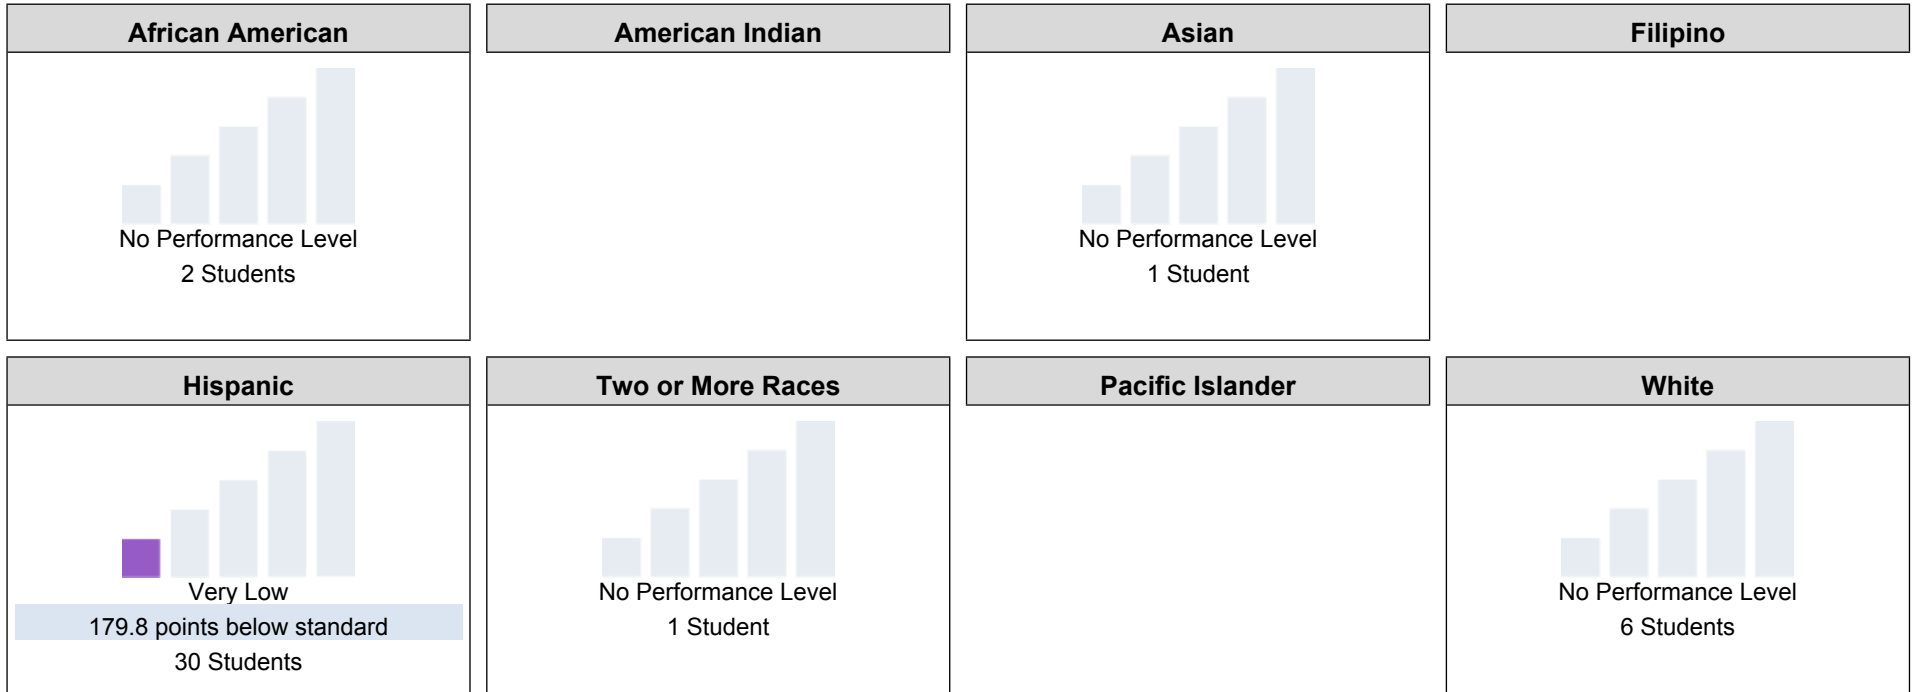 African American
American Indian
Asian
Filipino
No Performance Level
2 Students
No Performance Level
1 Student
Hispanic
Two or More Races
Pacific Islander
White
Very Low
179.8 points below standard
30 Students
No Performance Level
1 Student
No Performance Level
6 Students